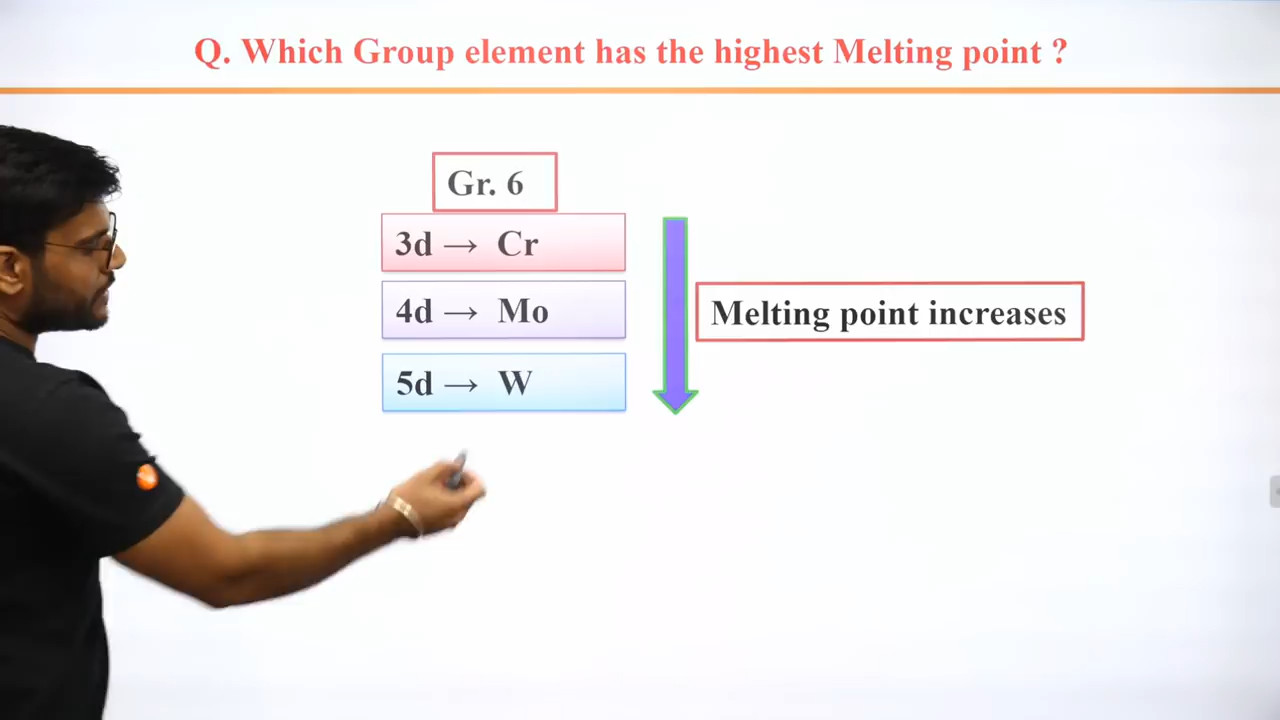 Q. Which Group element has the highest Melting point ?
Gr. 6
3d → Cr
4d → Mo
5d → W
Melting point increases